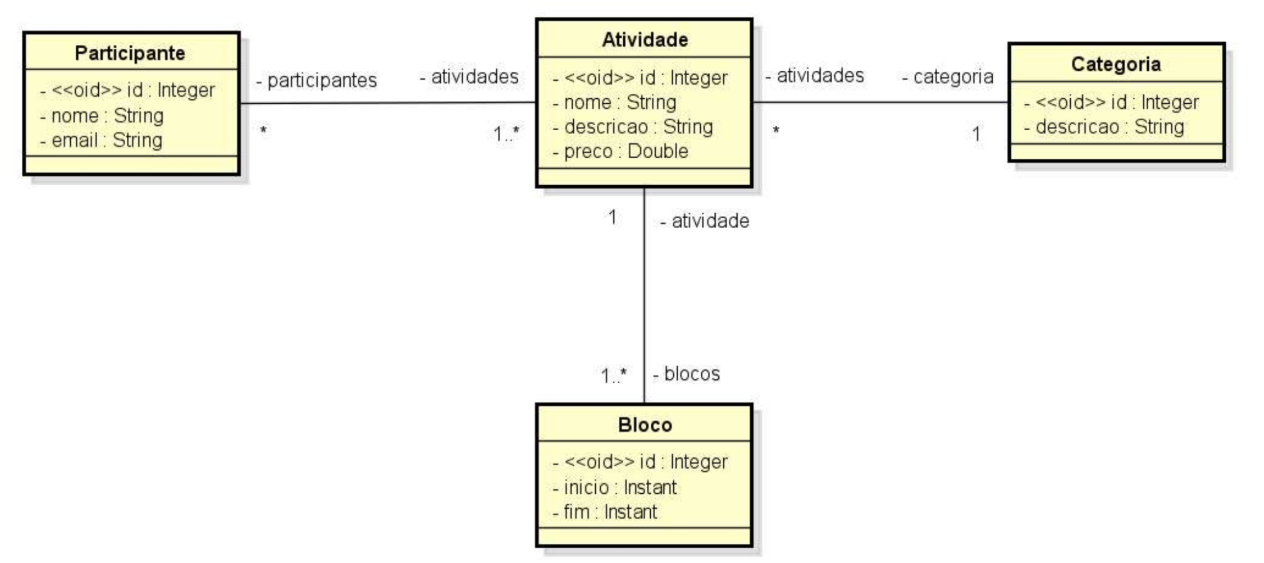 Participante
- <<oid>> id : Integer
- nome : String
- email : String
- participantes
*
- atividades
1..*
Atividade
- <<oid>> id : Integer
- nome : String
- descricao : String
- preco : Double
- atividades
*
- categoria
1
Categoria
- <<oid>> id : Integer
- descricao : String
1
- atividade
1..*
- blocos
Bloco
- <<oid>> id : Integer
- inicio : Instant
- fim : Instant